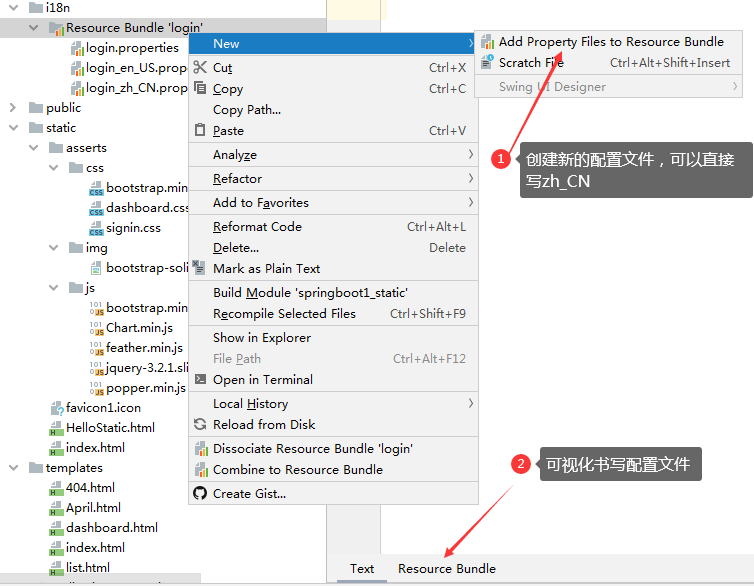 i18n
Resource Bundle 'login'
login.properties
login_en_US.prop
login_zh_CN.prop
public
static
asserts
css
bootstrap.min
dashboard.css
signin.css
img
bootstrap-soli
js
bootstrap.min
Chart.min.js
feather.min.js
jquery-3.2.1.sli
popper.min.js
favicon1.icon
HelloStatic.html
index.html
templates
404.html
April.html
dashboard.html
index.html
list.html
New
Cut Ctrl+X
Copy Ctrl+C
Copy Path...
Paste Ctrl+V
Analyze
Refactor
Add to Favorites
Reformat Code Ctrl+Alt+L
Delete... Delete
Mark as Plain Text
Build Module 'springboot1_static'
Recompile Selected Files Ctrl+Shift+F9
Show in Explorer
File Path Ctrl+Alt+F12
Open in Terminal
Local History
Reload from Disk
Dissociate Resource Bundle 'login'
Combine to Resource Bundle
Create Gist...
Add Property Files to Resource Bundle
Scratch File Ctrl+Alt+Shift+Insert
Swing UI Designer
1
创建新的配置文件，可以直接
写zh_CN
2
可视化书写配置文件
Text Resource Bundle